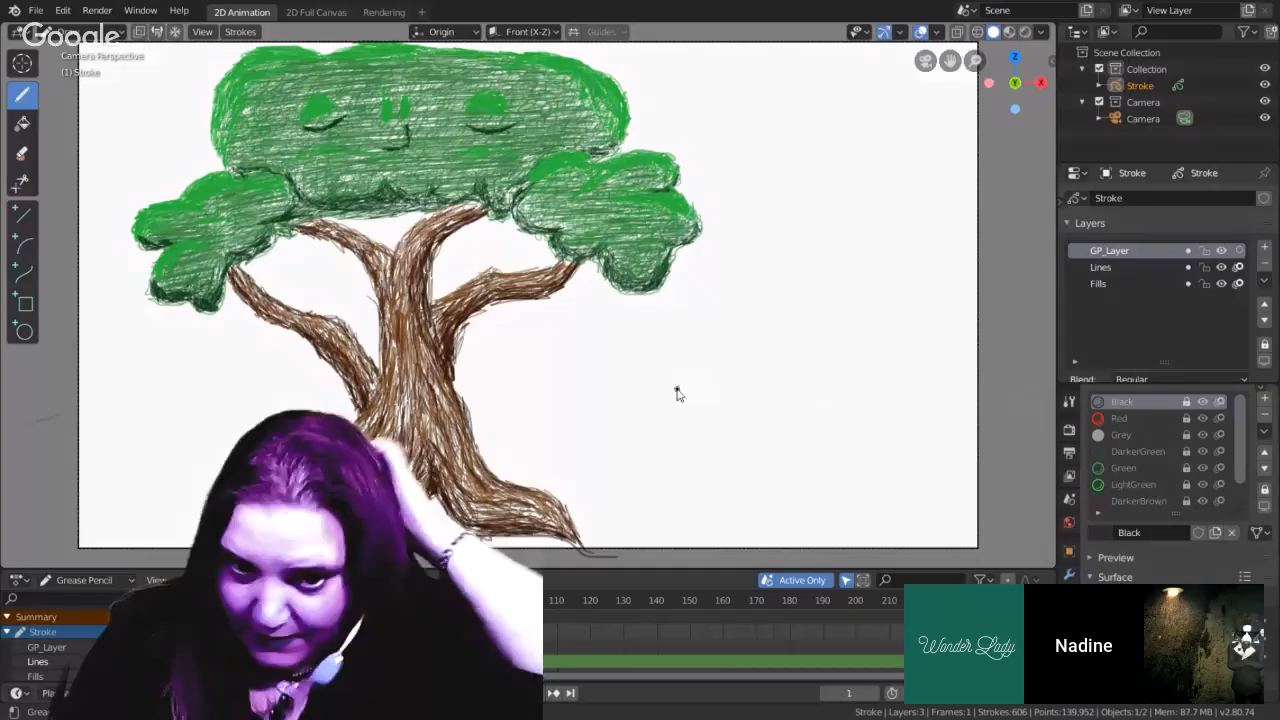 File Edit Render Window Help 2D Animation 2D Full Canvas Rendering + Scene View Layer
Google
View Strokes Origin Front (X-Z) Guides
Camera Perspective
(1) Stroke
Z
Y X
Scene Collection
Collection
Stroke
Camera
Camera
Stroke Stroke
Stroke
Layers
GP_Layer
Lines
Fills
Blend: Regular
Black
Red
Grey
DarkerGreen
Green
LightGreen
DarkerBrown
Black
Preview
Surface
Grease Pencil View Active Only
110 120 130 140 150 160 170 180 190 200 210
Summary
Stroke
GP_Layer
Lines
Fills
1
Wonder Lady
Nadine
Stroke | Layers:3 | Frames:1 | Strokes:606 | Points:139,952 | Objects:1/2 | Mem: 87.7 MB | v2.80.74